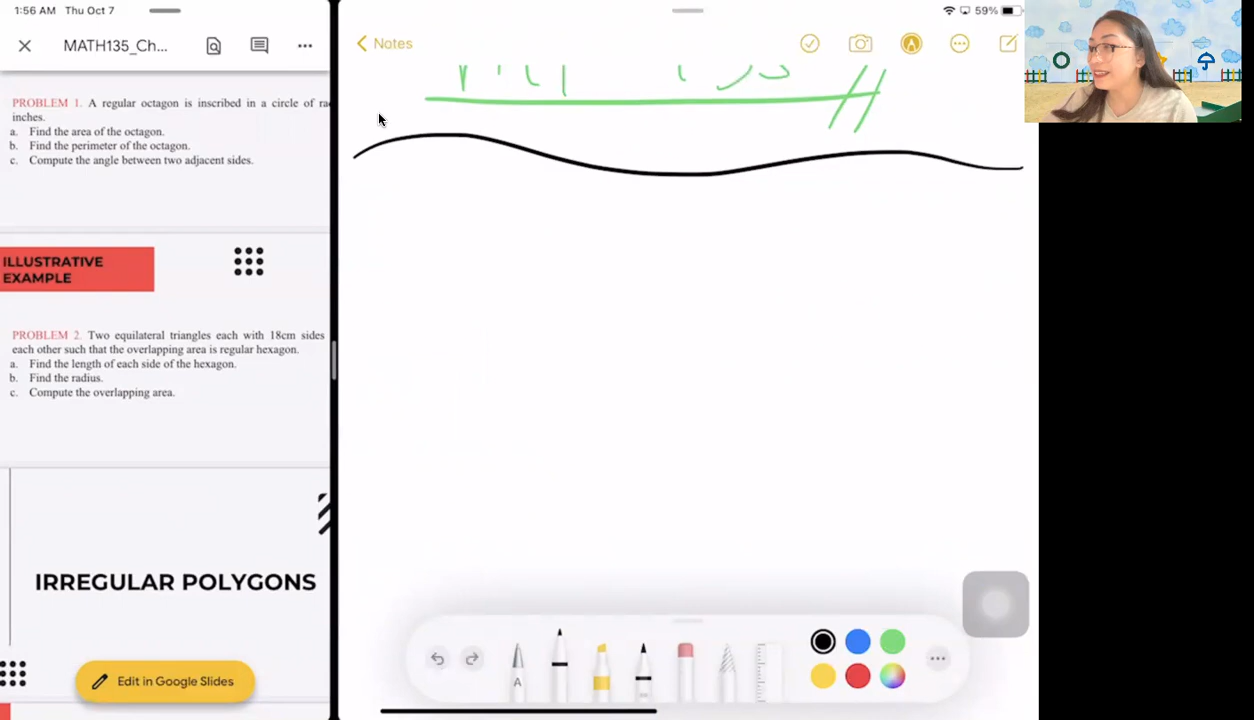 1:56 AM Thu Oct 7
59%
MATH135_Ch...
Notes
PROBLEM 1. A regular octagon is inscribed in a circle of ra
inches.
a. Find the area of the octagon.
b. Find the perimeter of the octagon.
c. Compute the angle between two adjacent sides.
ILLUSTRATIVE
EXAMPLE
PROBLEM 2. Two equilateral triangles each with 18cm sides
each other such that the overlapping area is regular hexagon.
a. Find the length of each side of the hexagon.
b. Find the radius.
c. Compute the overlapping area.
IRREGULAR POLYGONS
Edit in Google Slides
A